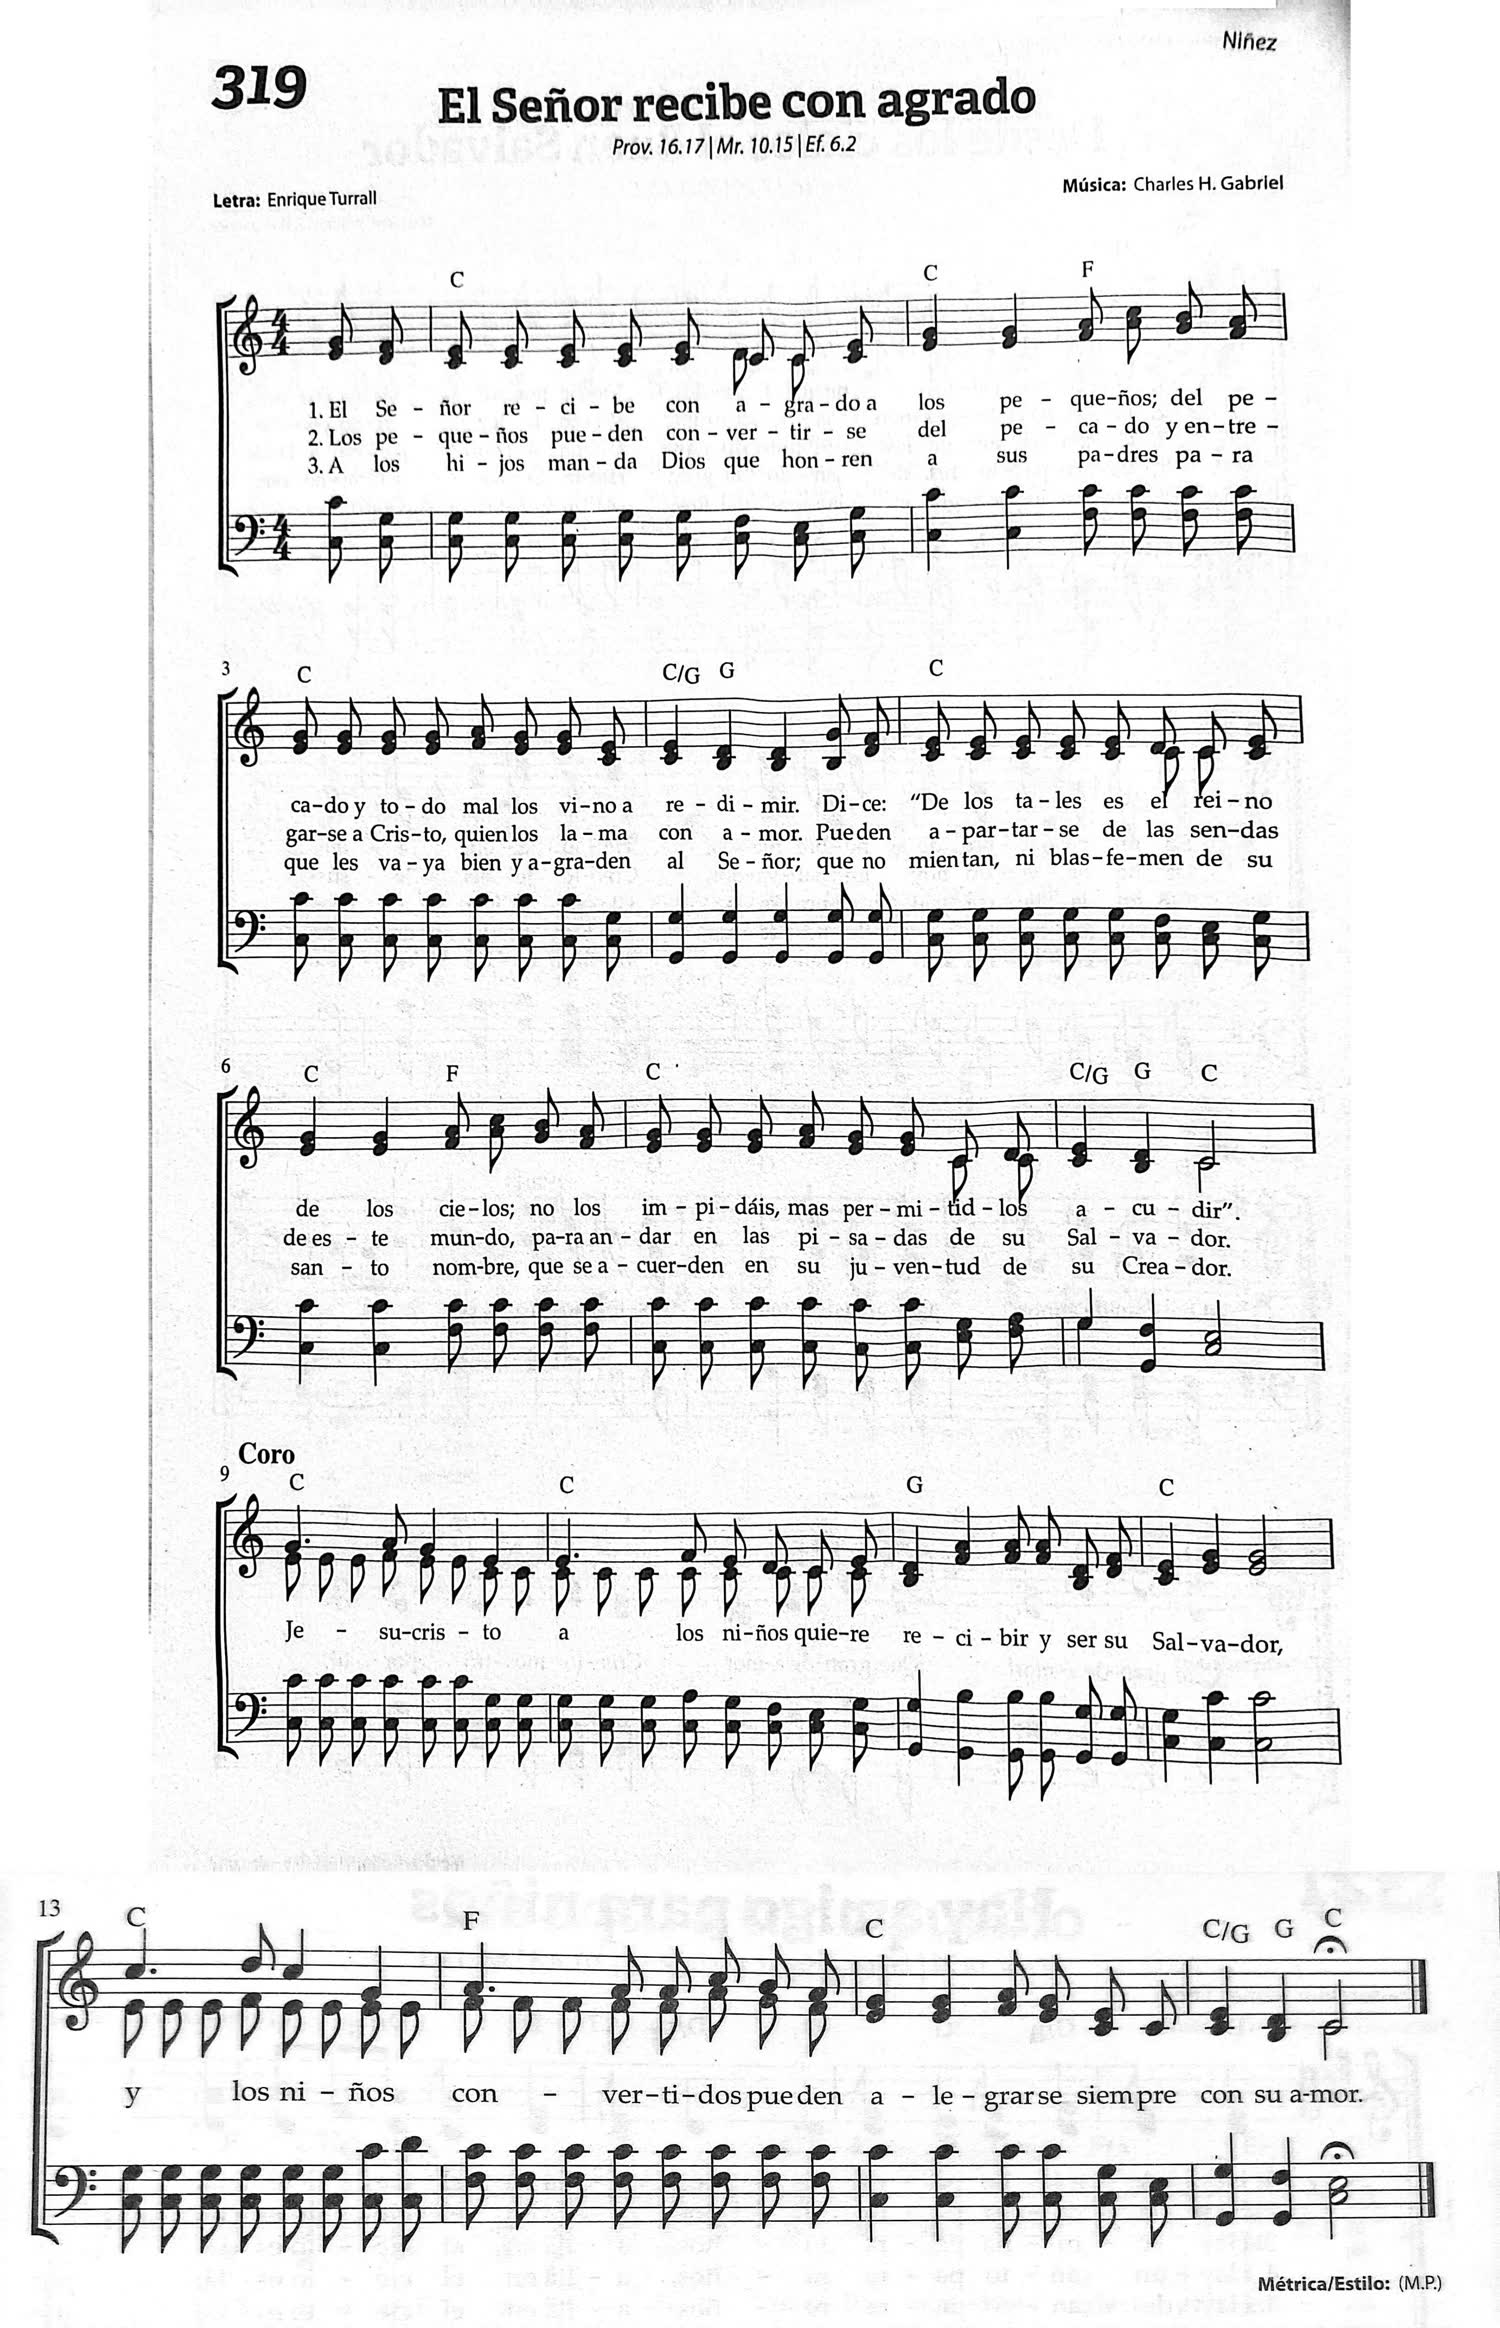 Niñez
319
El Señor recibe con agrado
Prov. 16.17|Mr. 10.15|Ef. 6.2
Letra: Enrique Turrall
Música: Charles H. Gabriel
C C F
1. El Se – ñor re – ci – be con a – gra – do a los pe – que–ños; del pe –
2. Los pe – que – ños pue – den con – ver – tir – se del pe – ca – do y en–tre –
3. A los hi – jos man – da Dios que hon – ren a sus pa–dres pa – ra
3
C C/G G C
ca–do y to – do mal los vi–no a re – di – mir. Di–ce: “De los ta – les es el rei – no
gar–se a Cris–to, quien los la – ma con a – mor. Pueden a – par–tar – se de las sen–das
que les va – ya bien y a–gra–den al Se – ñor; que no mientan, ni blas–fe–men de su
6
C F C C/G G C
de los cie–los; no los im – pi–dáis, mas per–mi–tid–los a – cu – dir”.
de es – te mun–do, pa–ra an – dar en las pi – sa – das de su Sal – va – dor.
san – to nom–bre, que se a – cuer–den en su ju – ven–tud de su Crea – dor.
Coro
9
C C G C
Je – su–cris – to a los ni–ños quie–re re – ci – bir y ser su Sal–va–dor,
13
C F C C/G G C
y los ni – ños con – ver–ti–dos pueden a – le–grarse siempre con su a-mor.
Métrica/Estilo: (M.P.)